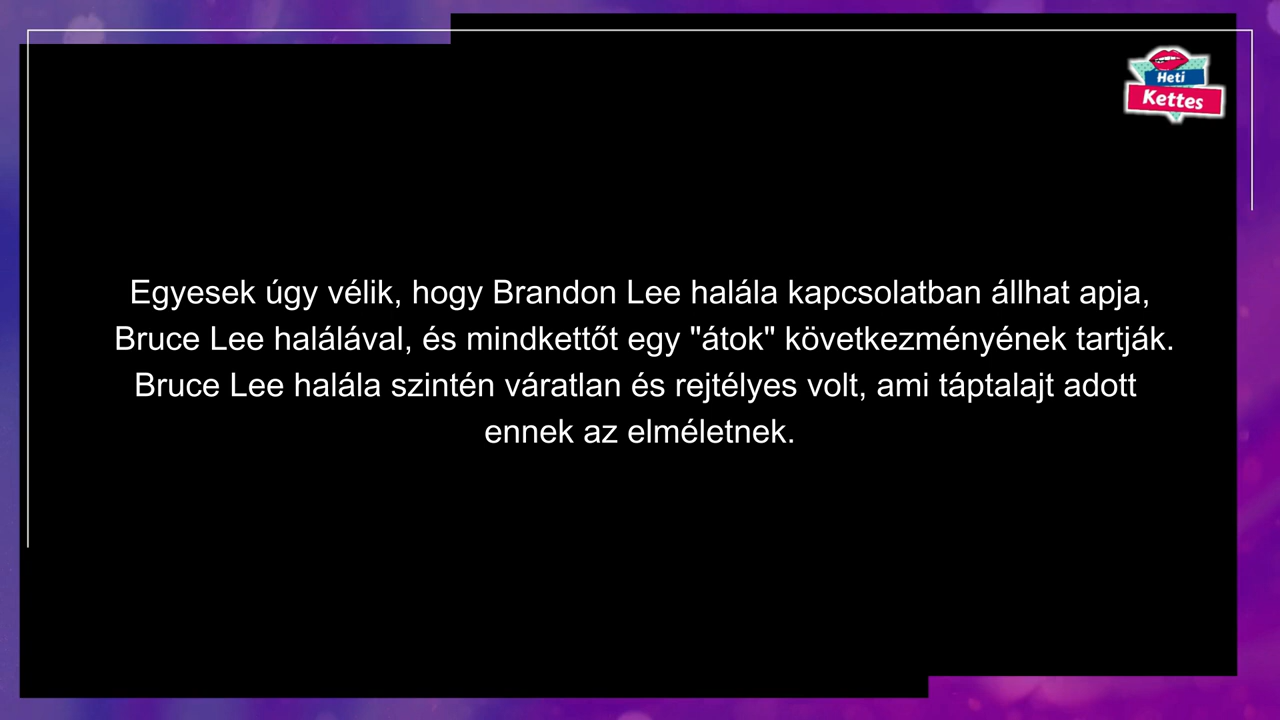 Heti
Kettes
Egyesek úgy vélik, hogy Brandon Lee halála kapcsolatban állhat apja,
Bruce Lee halálával, és mindkettőt egy "átok" következményének tartják.
Bruce Lee halála szintén váratlan és rejtélyes volt, ami táptalajt adott
ennek az elméletnek.